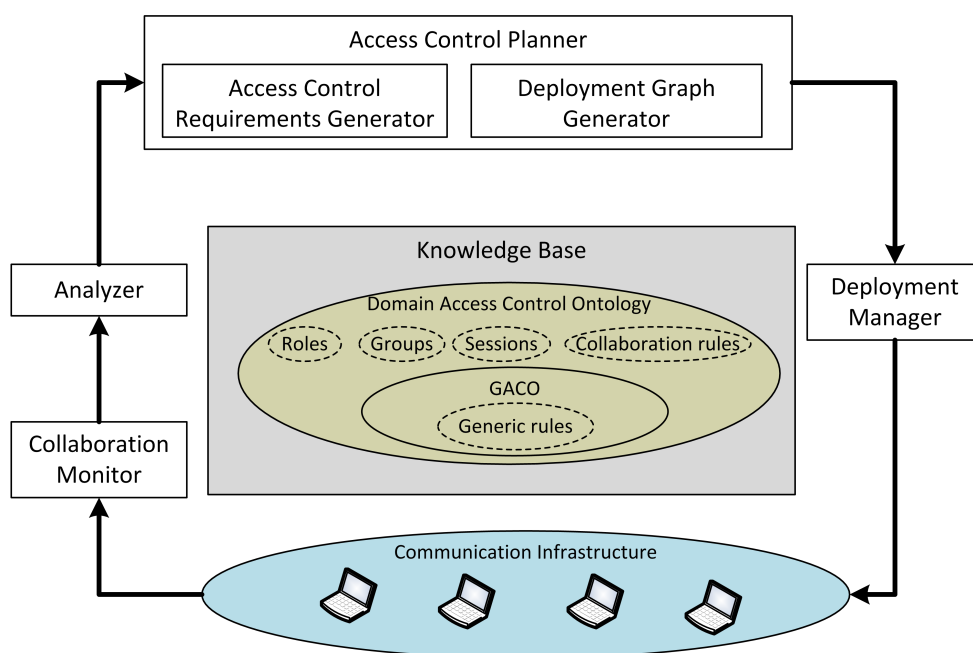 Access Control Planner
Access Control
Requirements Generator
Deployment Graph
Generator
Knowledge Base
Analyzer
Deployment
Manager
Domain Access Control Ontology
Roles
Groups
Sessions
Collaboration rules
GACO
Generic rules
Collaboration
Monitor
Communication Infrastructure